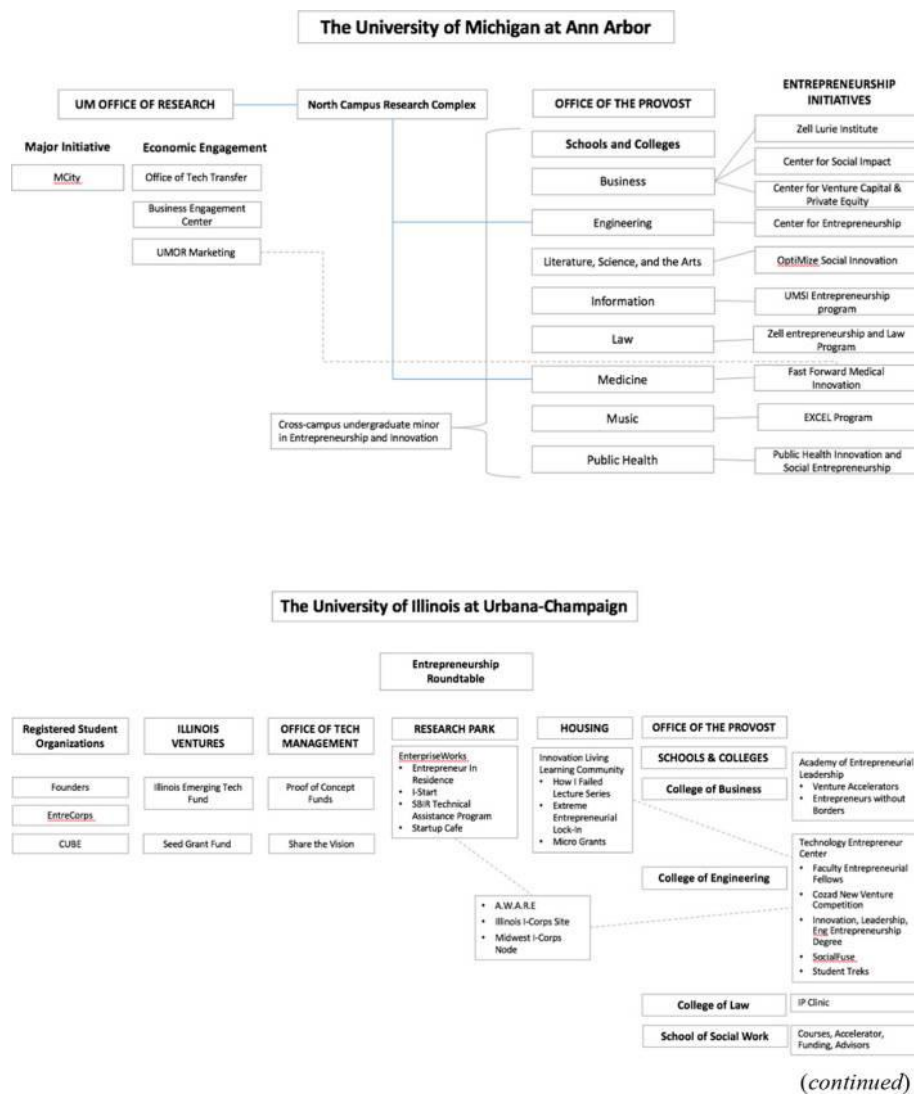 The University of Michigan at Ann Arbor
UM OFFICE OF RESEARCH
North Campus Research Complex
OFFICE OF THE PROVOST
ENTREPRENEURSHIP
INITIATIVES
Major Initiative
Economic Engagement
MCity
Office of Tech Transfer
Business Engagement
Center
UMOR Marketing
Schools and Colleges
Business
Engineering
Literature, Science, and the Arts
Information
Law
Medicine
Music
Public Health
Zell Lurie Institute
Center for Social Impact
Center for Venture Capital &
Private Equity
Center for Entrepreneurship
OptiMize Social Innovation
UMSI Entrepreneurship
program
Zell entrepreneurship and Law
Program
Fast Forward Medical
Innovation
EXCEL Program
Public Health Innovation and
Social Entrepreneurship
Cross-campus undergraduate minor
in Entrepreneurship and Innovation
The University of Illinois at Urbana-Champaign
Entrepreneurship
Roundtable
Registered Student
Organizations
Founders
EntreCorps
CUBE
ILLINOIS
VENTURES
Illinois Emerging Tech
Fund
Seed Grant Fund
OFFICE OF TECH
MANAGEMENT
Proof of Concept
Funds
Share the Vision
RESEARCH PARK
EnterpriseWorks
• Entrepreneur In
Residence
• I-Start
• SBIR Technical
Assistance Program
• Startup Cafe
HOUSING
Innovation Living
Learning Community
• How I Failed
Lecture Series
• Extreme
Entrepreneurial
Lock-In
• Micro Grants
• A.W.A.R.E
• Illinois I-Corps Site
• Midwest I-Corps
Node
OFFICE OF THE PROVOST
SCHOOLS & COLLEGES
College of Business
Academy of Entrepreneurial
Leadership
• Venture Accelerators
• Entrepreneurs without
Borders
College of Engineering
Technology Entrepreneur
Center
• Faculty Entrepreneurial
Fellows
• Cozad New Venture
Competition
• Innovation, Leadership,
Eng Entrepreneurship
Degree
• SocialFuse
• Student Treks
College of Law
IP Clinic
School of Social Work
Courses, Accelerator,
Funding, Advisors
(continued)